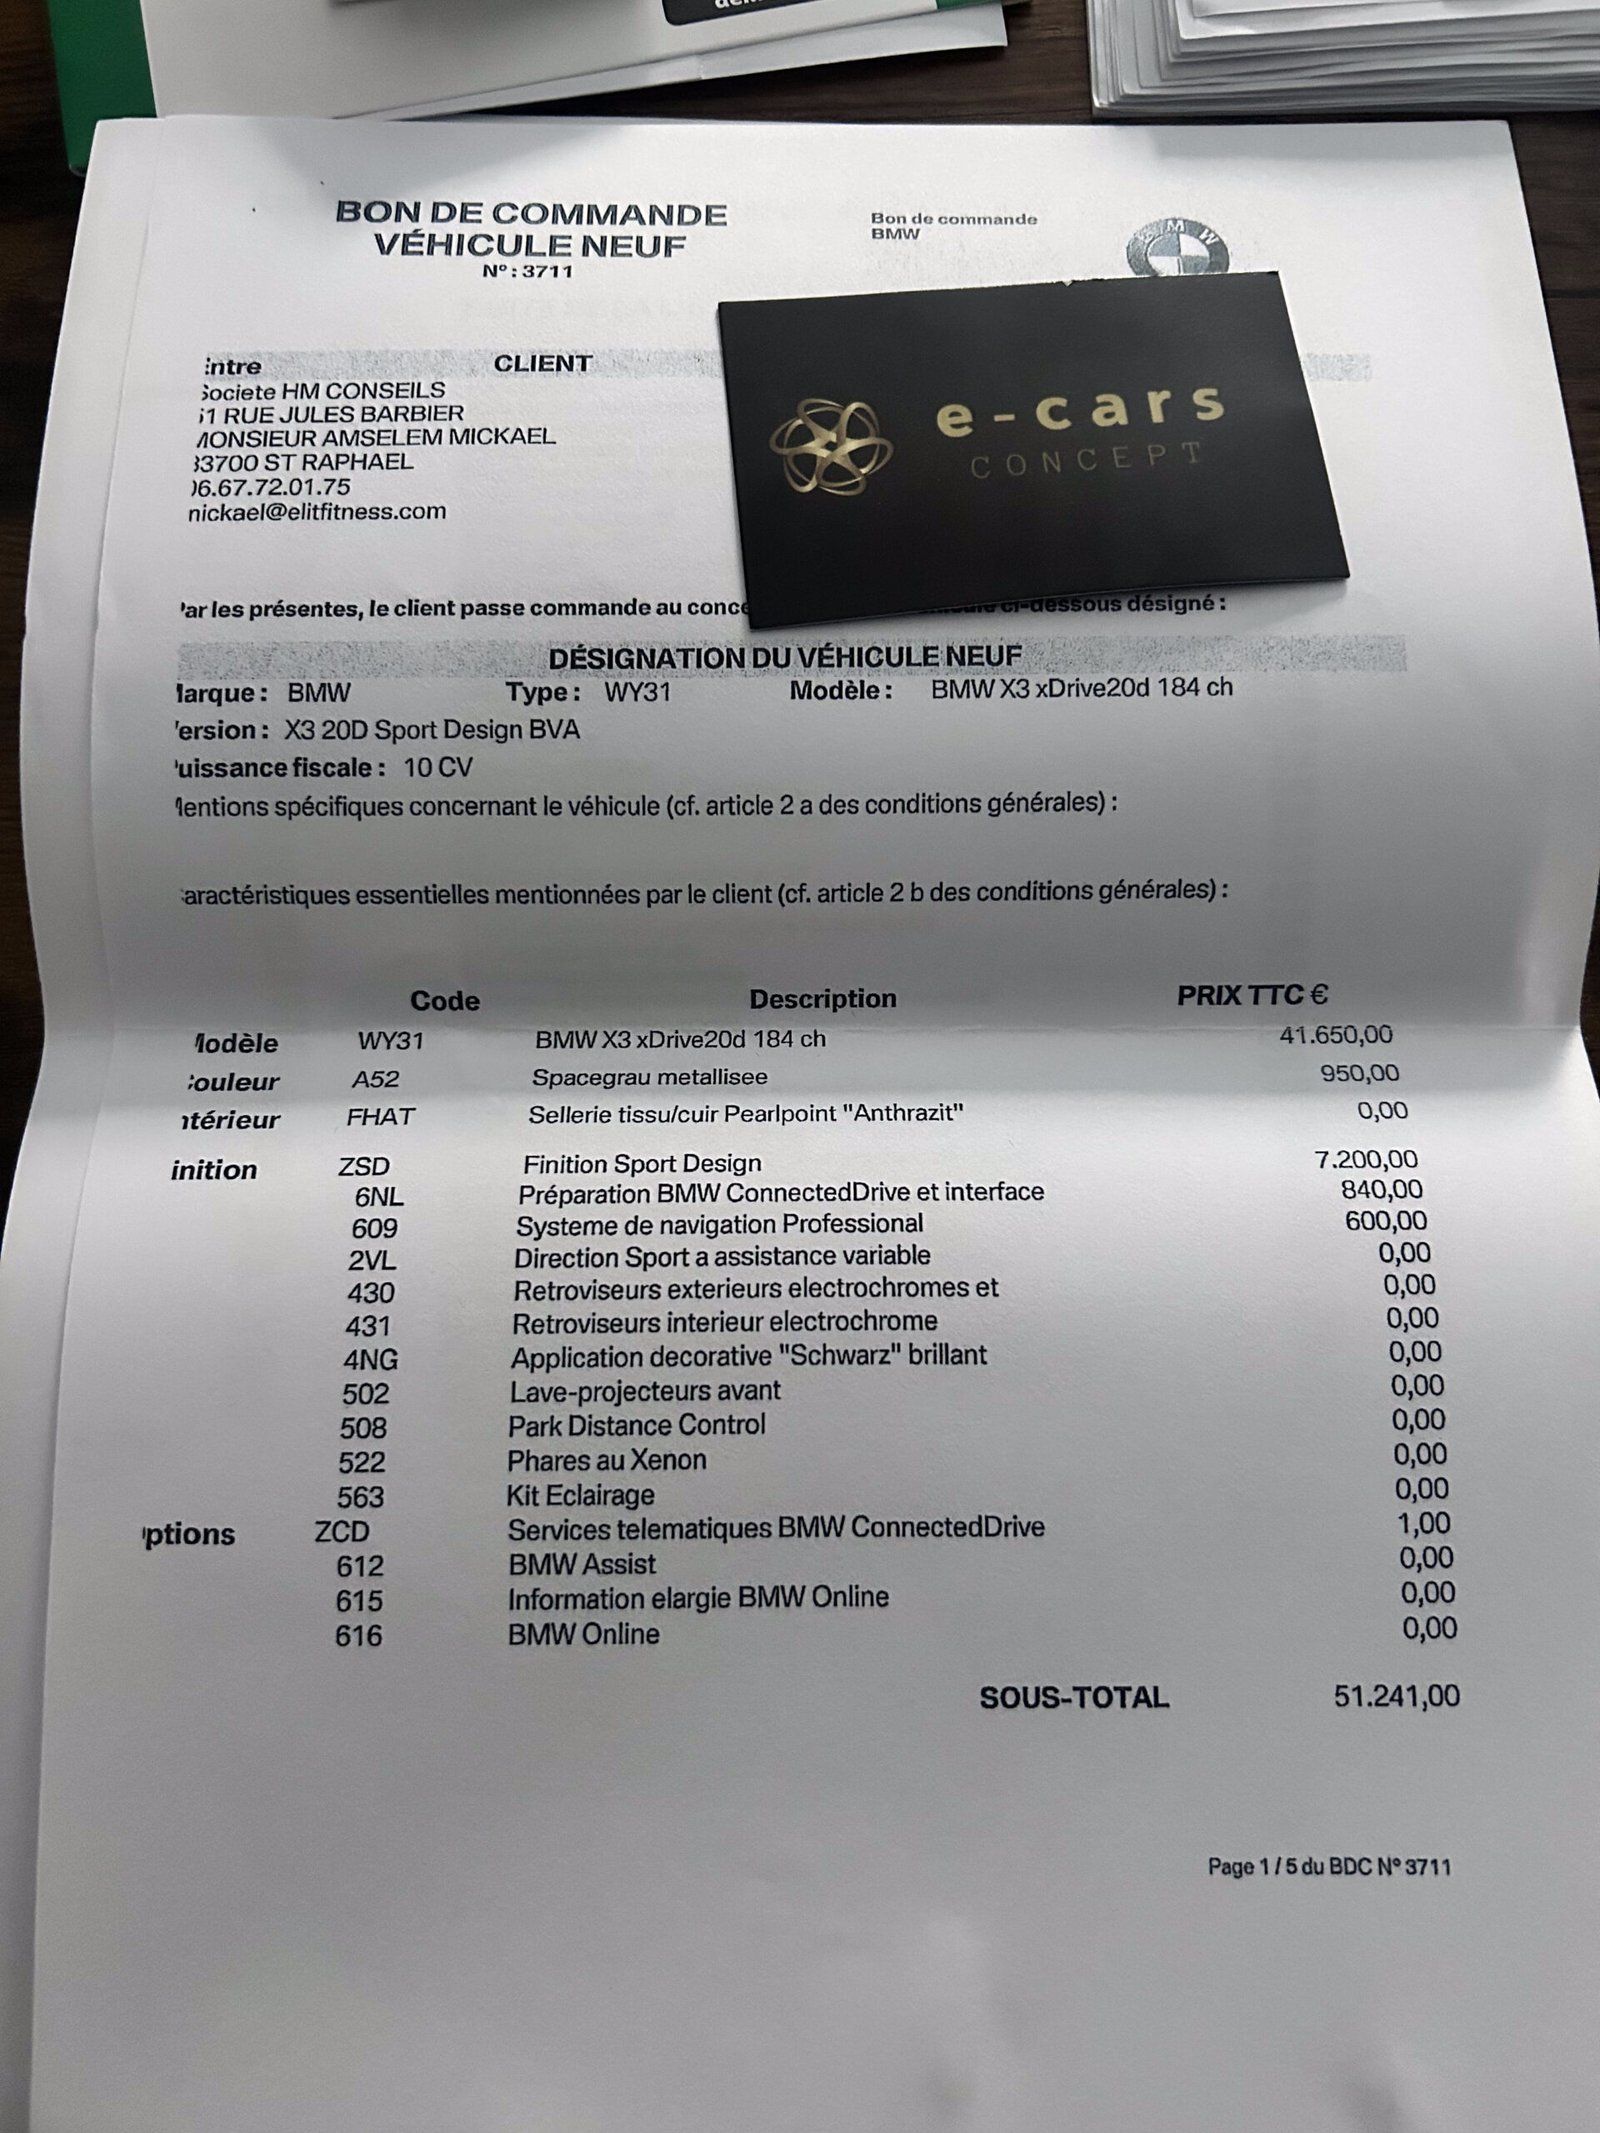 BON DE COMMANDE
VÉHICULE NEUF
N° : 3711
Bon de commande
BMW
BMW
e-cars
CONCEPT
ntre CLIENT
ociete HM CONSEILS
1 RUE JULES BARBIER
MONSIEUR AMSELEM MICKAEL
83700 ST RAPHAEL
06.67.72.01.75
nickael@elitfitness.com
ar les présentes, le client passe commande au conce ci-dessous désigné :
DÉSIGNATION DU VÉHICULE NEUF
larque : BMW Type : WY31 Modèle : BMW X3 xDrive20d 184 ch
ersion : X3 20D Sport Design BVA
uissance fiscale : 10 CV
lentions spécifiques concernant le véhicule (cf. article 2 a des conditions générales) :
aractéristiques essentielles mentionnées par le client (cf. article 2 b des conditions générales) :
Code Description PRIX TTC €
lodèle WY31 BMW X3 xDrive20d 184 ch 41.650,00
ouleur A52 Spacegrau metallisee 950,00
ntérieur FHAT Sellerie tissu/cuir Pearlpoint "Anthrazit" 0,00
inition ZSD Finition Sport Design 7.200,00
6NL Préparation BMW ConnectedDrive et interface 840,00
609 Systeme de navigation Professional 600,00
2VL Direction Sport a assistance variable 0,00
430 Retroviseurs exterieurs electrochromes et 0,00
431 Retroviseurs interieur electrochrome 0,00
4NG Application decorative "Schwarz" brillant 0,00
502 Lave-projecteurs avant 0,00
508 Park Distance Control 0,00
522 Phares au Xenon 0,00
563 Kit Eclairage 0,00
ptions ZCD Services telematiques BMW ConnectedDrive 1,00
612 BMW Assist 0,00
615 Information elargie BMW Online 0,00
616 BMW Online 0,00
SOUS-TOTAL 51.241,00
Page 1 / 5 du BDC N° 3711